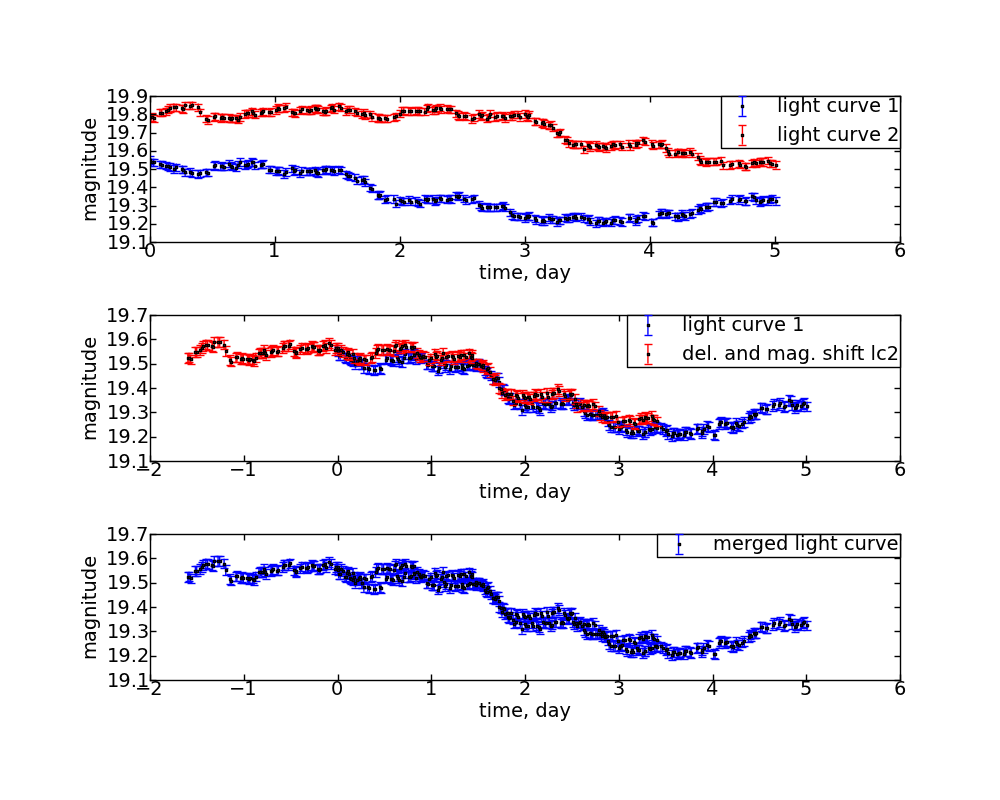 19.9
19.8
19.7
19.6
19.5
19.4
19.3
19.2
19.1
magnitude
light curve 1
light curve 2
0 1 2 3 4 5 6
time, day
19.7
19.6
19.5
19.4
19.3
19.2
19.1
magnitude
light curve 1
del. and mag. shift lc2
−2 −1 0 1 2 3 4 5 6
time, day
19.7
19.6
19.5
19.4
19.3
19.2
19.1
magnitude
merged light curve
−2 −1 0 1 2 3 4 5 6
time, day